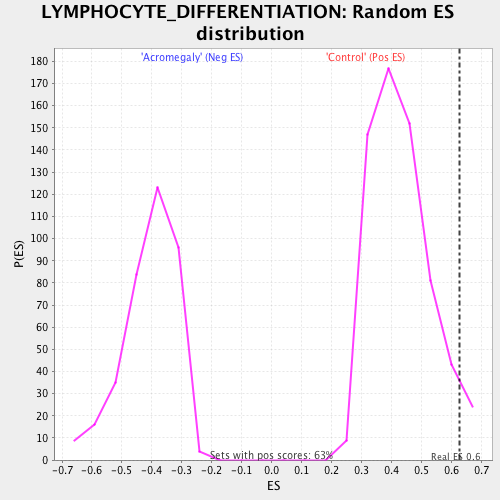 LYMPHOCYTE_DIFFERENTIATION: Random ES
distribution
'Acromegaly' (Neg ES) 'Control' (Pos ES)
180
170
160
150
140
130
120
110
100
90
80
70
60
50
40
30
20
10
0
P(ES)
Sets with pos scores: 63% Real ES 0.6
-0.7 -0.6 -0.5 -0.4 -0.3 -0.2 -0.1 0.0 0.1 0.2 0.3 0.4 0.5 0.6 0.7
ES